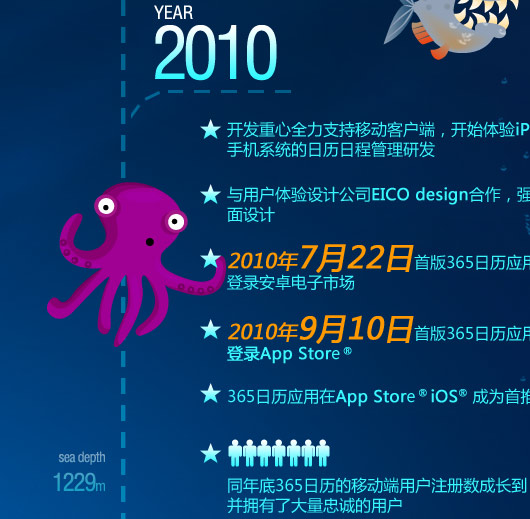 YEAR
2010
开发重心全力支持移动客户端，开始体验iP
手机系统的日历日程管理研发
与用户体验设计公司EICO design合作，强
面设计
2010年7月22日首版365日历应用
登录安卓电子市场
2010年9月10日首版365日历应用
登录App Store®
365日历应用在App Store®iOS® 成为首推
同年底365日历的移动端用户注册数成长到
并拥有了大量忠诚的用户
sea depth
1229m